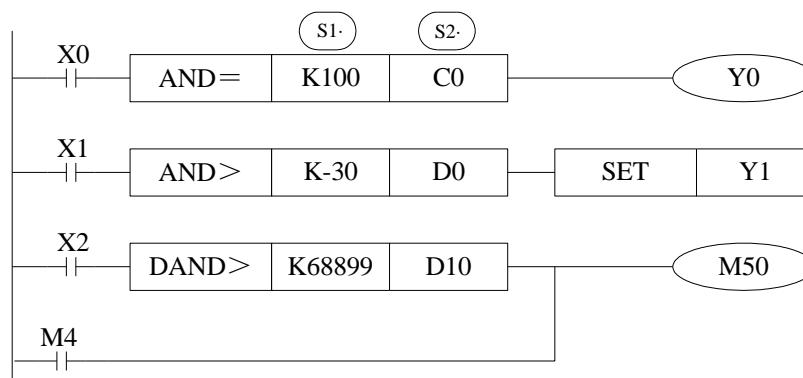 S1· S2·
X0 AND＝ K100 C0 Y0
X1 AND＞ K-30 D0 SET Y1
X2 DAND＞ K68899 D10 M50
M4